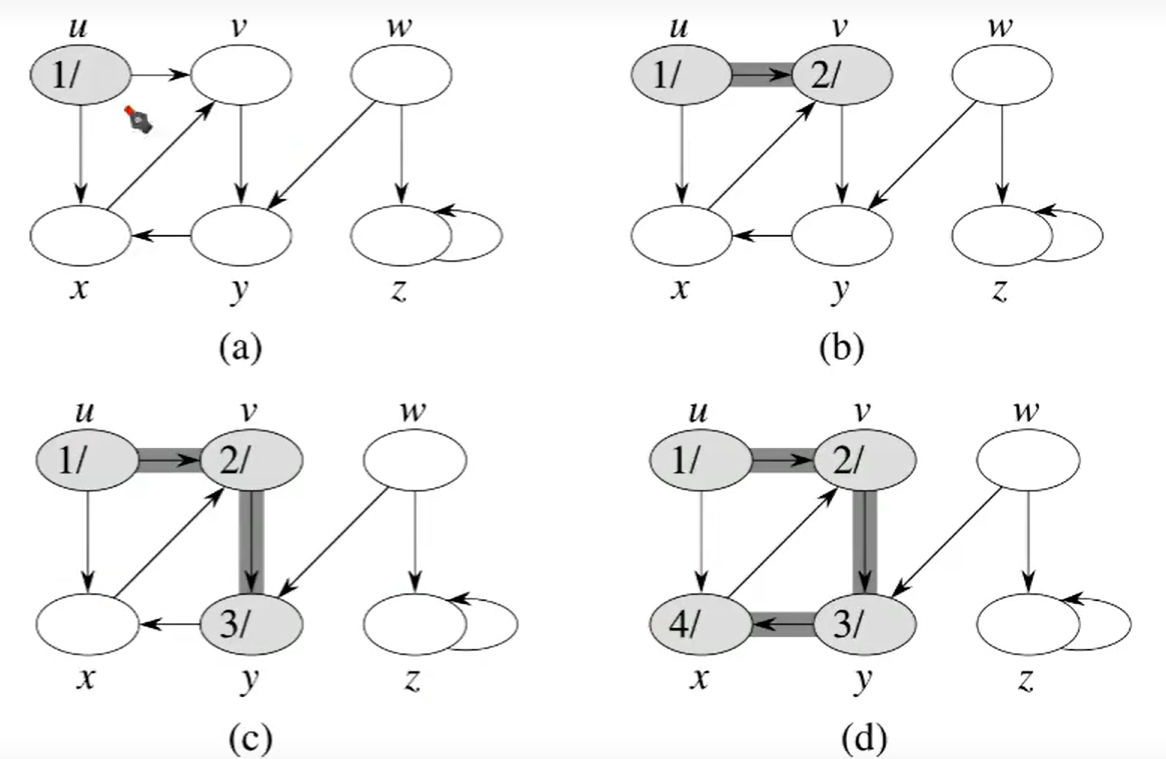 u v w
1/
x y z
(a)
u v w
1/ 2/
x y z
(b)
u v w
1/ 2/
3/
x y z
(c)
u v w
1/ 2/
4/ 3/
x y z
(d)